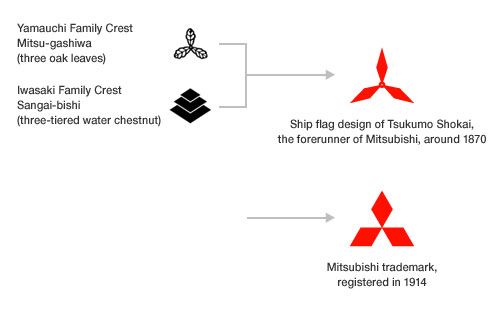 Yamauchi Family Crest
Mitsu-gashiwa
(three oak leaves)
Iwasaki Family Crest
Sangai-bishi
(three-tiered water chestnut)
Ship flag design of Tsukumo Shokai,
the forerunner of Mitsubishi, around 1870
Mitsubishi trademark,
registered in 1914